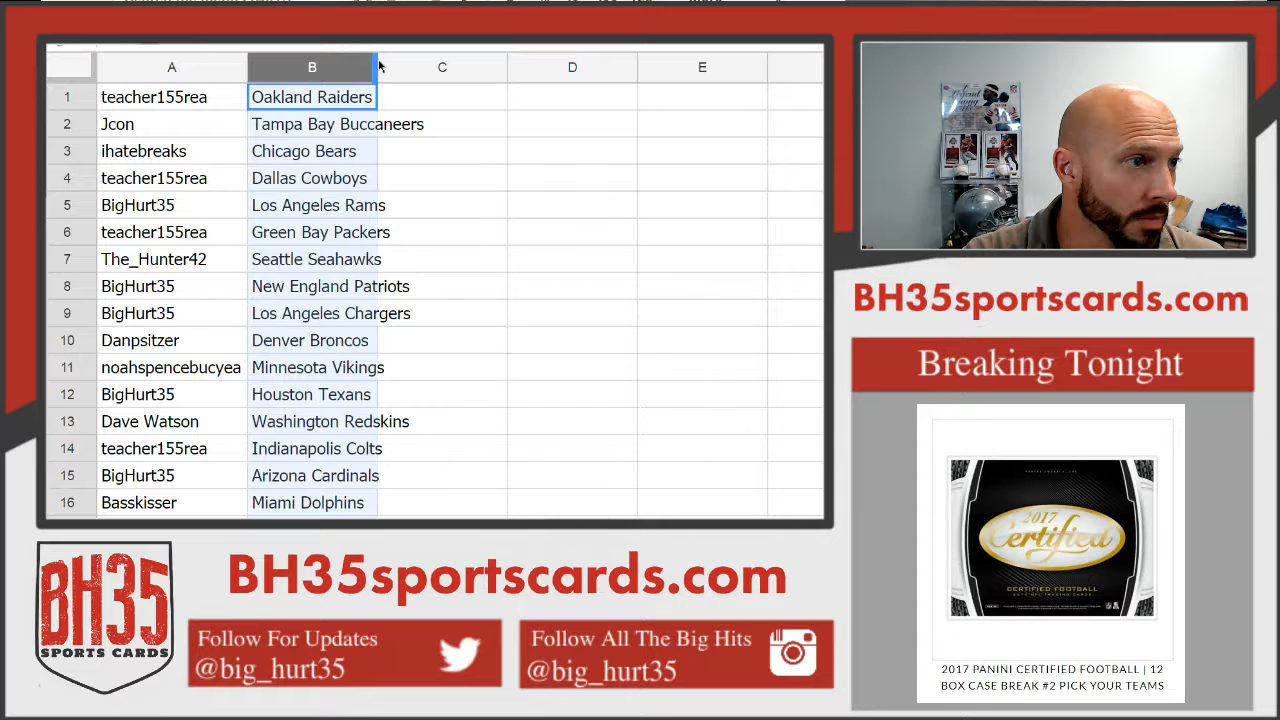 A B C D E
1 teacher155rea Oakland Raiders
2 Jcon Tampa Bay Buccaneers
3 ihatebreaks Chicago Bears
4 teacher155rea Dallas Cowboys
5 BigHurt35 Los Angeles Rams
6 teacher155rea Green Bay Packers
7 The_Hunter42 Seattle Seahawks
8 BigHurt35 New England Patriots
9 BigHurt35 Los Angeles Chargers
10 Danpsitzer Denver Broncos
11 noahspencebucyea Minnesota Vikings
12 BigHurt35 Houston Texans
13 Dave Watson Washington Redskins
14 teacher155rea Indianapolis Colts
15 BigHurt35 Arizona Cardinals
16 Basskisser Miami Dolphins
BH35sportscards.com
Breaking Tonight
2017
Certified
CERTIFIED FOOTBALL
2017 PANINI CERTIFIED FOOTBALL | 12
BOX CASE BREAK #2 PICK YOUR TEAMS
BH35
SPORTS CARDS
BH35sportscards.com
Follow For Updates
@big_hurt35
Follow All The Big Hits
@big_hurt35